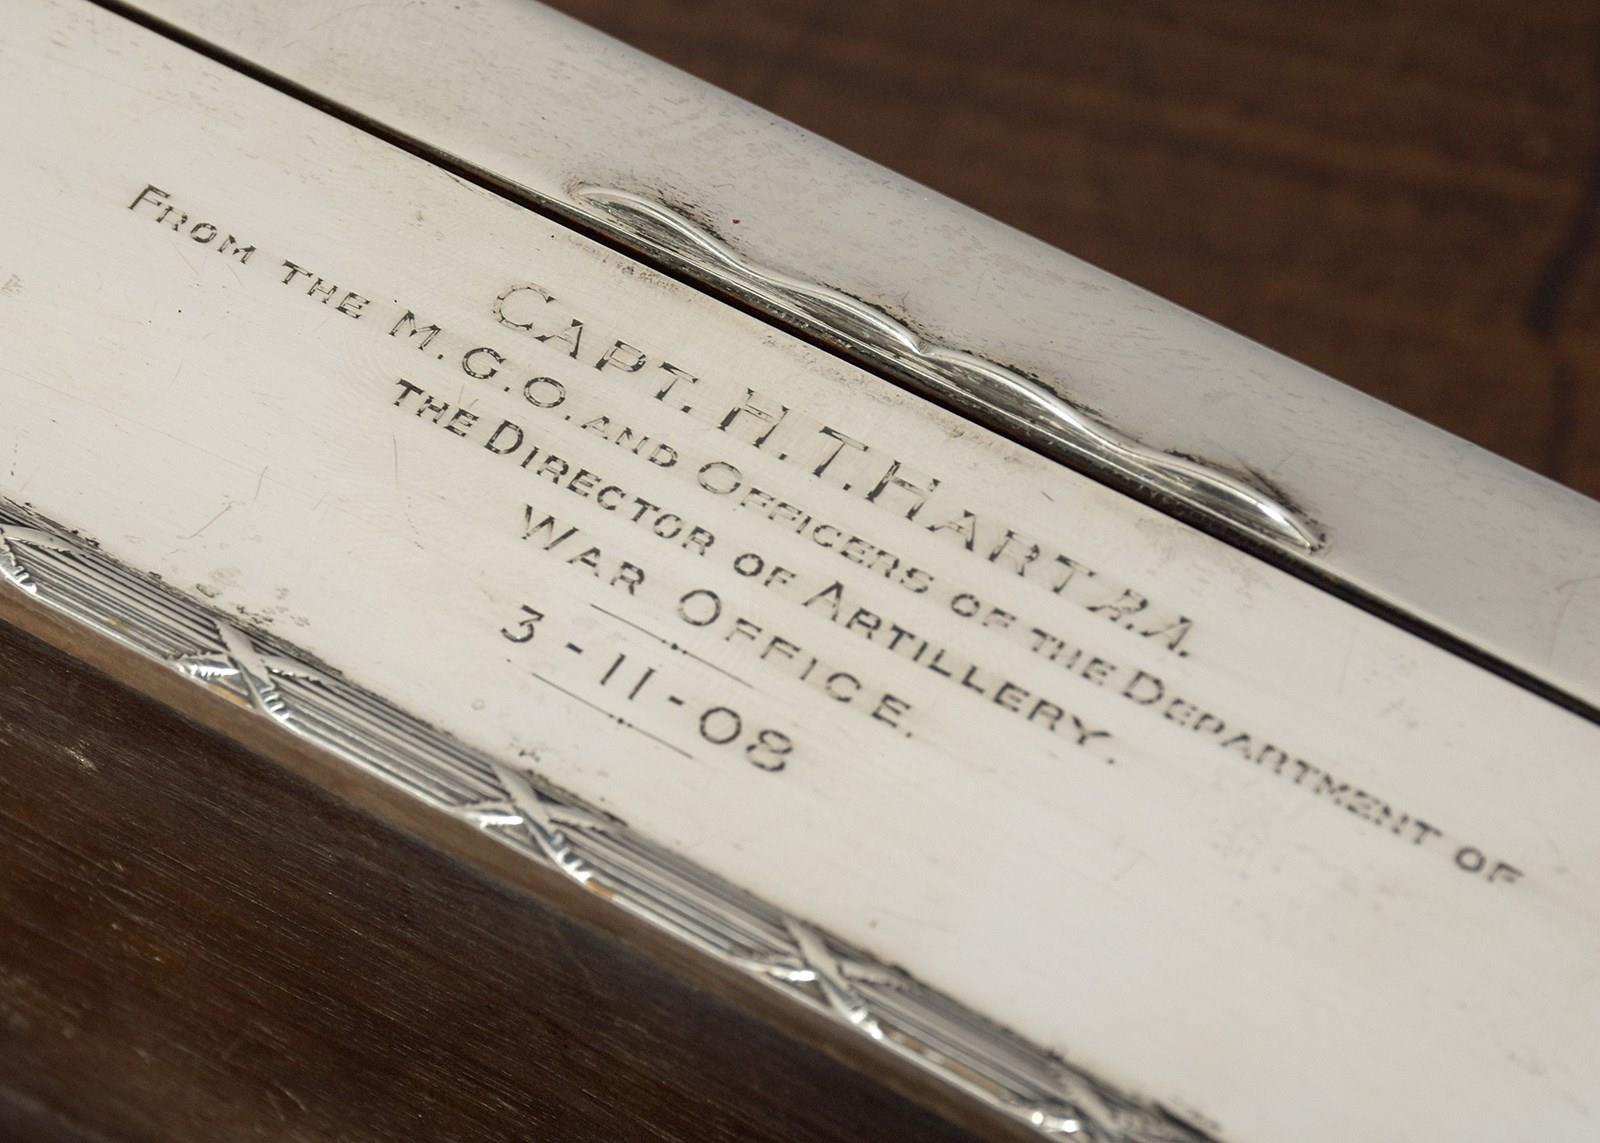 CAPT. H. T. HART R.A.
FROM THE M.G.O. AND OFFICERS OF THE DEPARTMENT OF
THE DIRECTOR OF ARTILLERY.
WAR OFFICE.
3-11-08